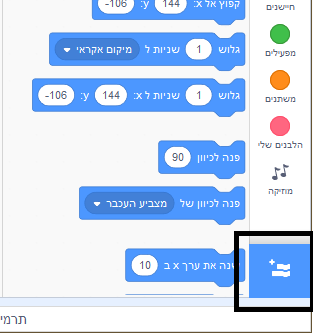 קפוץ אל x: 144 y: -106
חיישנים
גלוש 1 שניות ל מיקום אקראי
מפעילים
גלוש 1 שניות ל x: 144 y: -106
משתנים
הלבנים שלי
פנה לכיוון 90
מוזיקה
פנה לכיוון של מצביע העכבר
שנה את ערך x ב 10